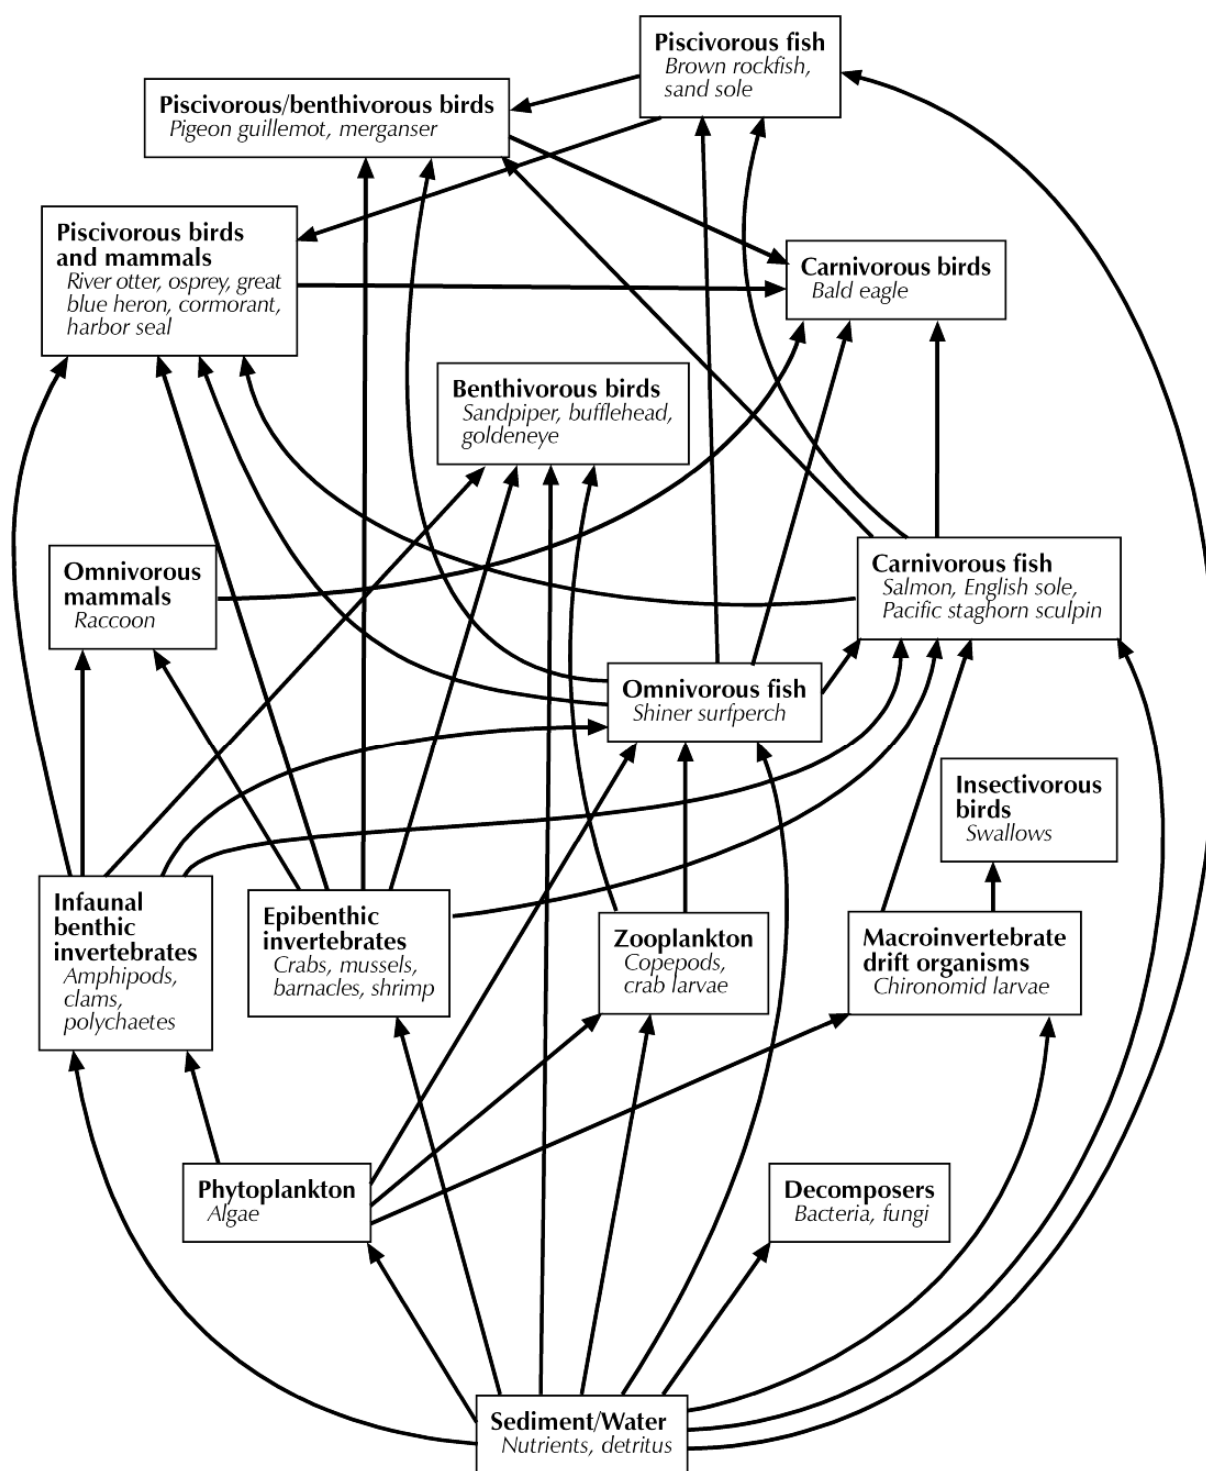 Piscivorous fish
Brown rockfish,
sand sole
Piscivorous/benthivorous birds
Pigeon guillemot, merganser
Piscivorous birds
and mammals
River otter, osprey, great
blue heron, cormorant,
harbor seal
Carnivorous birds
Bald eagle
Benthivorous birds
Sandpiper, bufflehead,
goldeneye
Omnivorous
mammals
Raccoon
Carnivorous fish
Salmon, English sole,
Pacific staghorn sculpin
Omnivorous fish
Shiner surfperch
Insectivorous
birds
Swallows
Infaunal
benthic
invertebrates
Amphipods,
clams,
polychaetes
Epibenthic
invertebrates
Crabs, mussels,
barnacles, shrimp
Zooplankton
Copepods,
crab larvae
Macroinvertebrate
drift organisms
Chironomid larvae
Phytoplankton
Algae
Decomposers
Bacteria, fungi
Sediment/Water
Nutrients, detritus